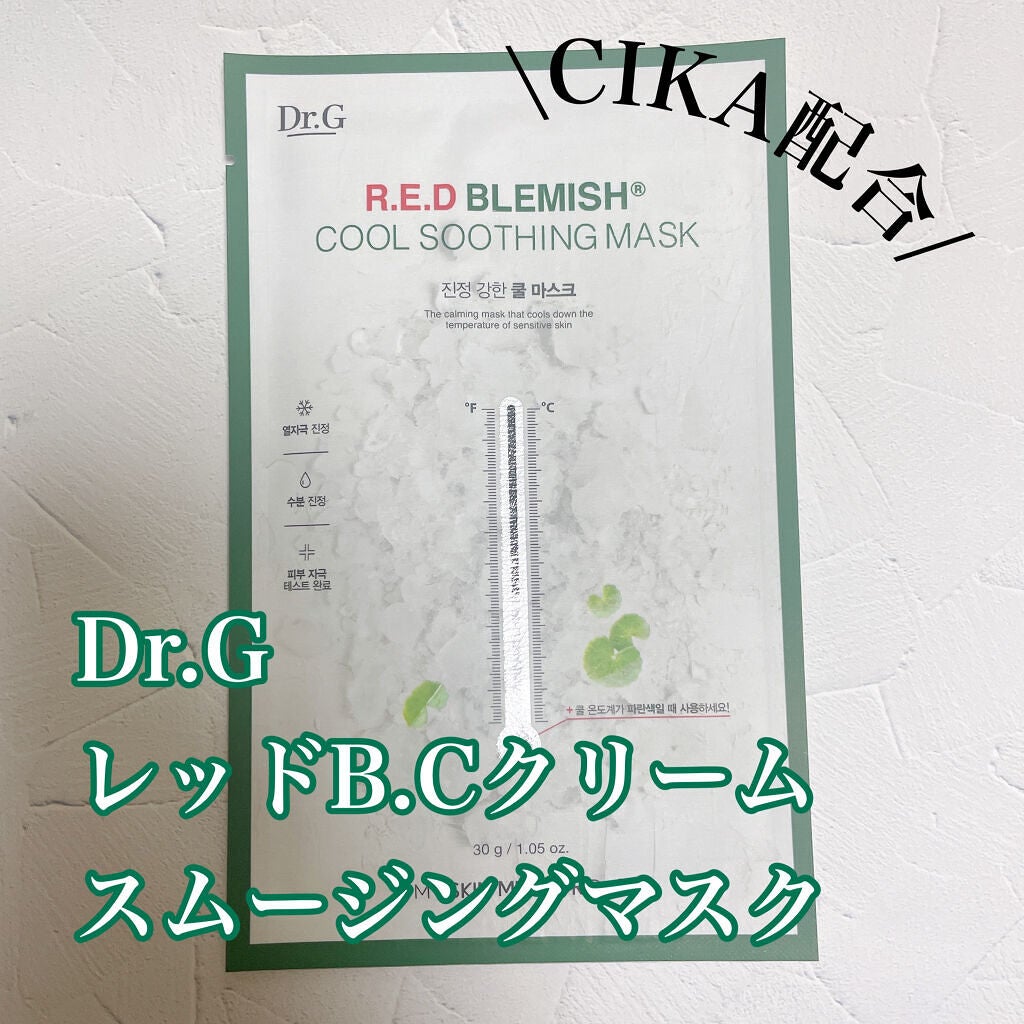 \CIKA配合/
Dr.G
R.E.D BLEMISH®
COOL SOOTHING MASK
진정 강한 쿨 마스크
The calming mask that cools down the
temperature of sensitive skin
°F °C
열자극 진정
수분 진정
피부 자극
테스트 완료
+ 쿨 온도계가 파란색일 때 사용하세요!
Dr.G
レッドB.Cクリーム
30 g / 1.05 oz.
スムージングマスク